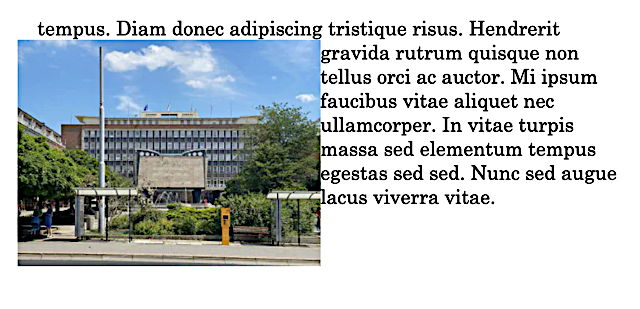 tempus. Diam donec adipiscing tristique risus. Hendrerit
gravida rutrum quisque non
tellus orci ac auctor. Mi ipsum
faucibus vitae aliquet nec
ullamcorper. In vitae turpis
massa sed elementum tempus
egestas sed sed. Nunc sed augue
lacus viverra vitae.